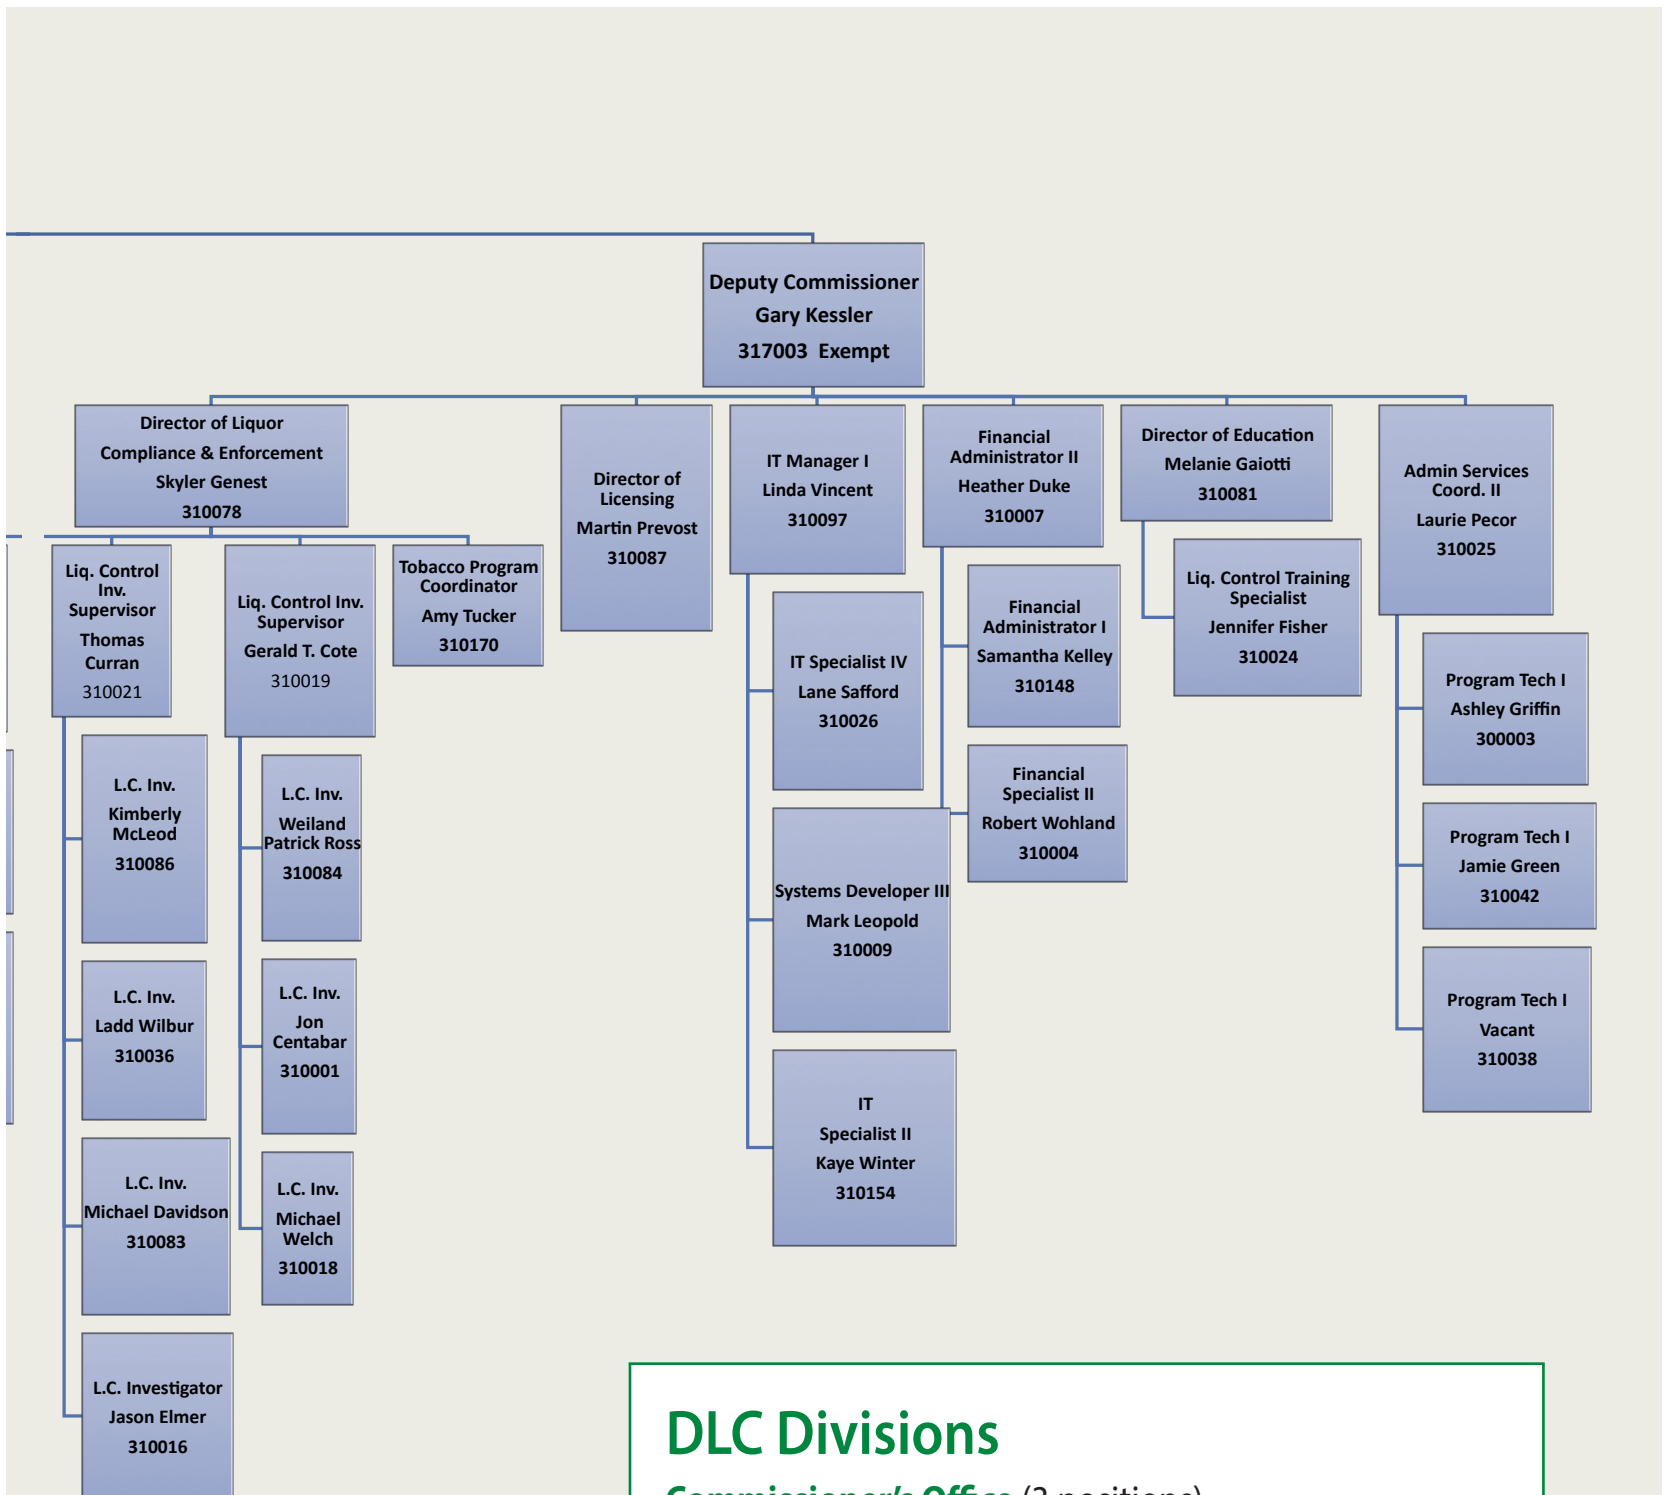 Deputy Commissioner
Gary Kessler
317003 Exempt
Director of Liquor
Compliance & Enforcement
Skyler Genest
310078
Liq. Control
Inv.
Supervisor
Thomas
Curran
310021
L.C. Inv.
Kimberly
McLeod
310086
L.C. Inv.
Ladd Wilbur
310036
L.C. Inv.
Michael Davidson
310083
L.C. Investigator
Jason Elmer
310016
Liq. Control Inv.
Supervisor
Gerald T. Cote
310019
L.C. Inv.
Weiland
Patrick Ross
310084
L.C. Inv.
Jon
Centabar
310001
L.C. Inv.
Michael
Welch
310018
Tobacco Program
Coordinator
Amy Tucker
310170
Director of
Licensing
Martin Prevost
310087
IT Manager I
Linda Vincent
310097
IT Specialist IV
Lane Safford
310026
Systems Developer III
Mark Leopold
310009
IT
Specialist II
Kaye Winter
310154
Financial
Administrator II
Heather Duke
310007
Financial
Administrator I
Samantha Kelley
310148
Financial
Specialist II
Robert Wohland
310004
Director of Education
Melanie Gaiotti
310081
Liq. Control Training
Specialist
Jennifer Fisher
310024
Admin Services
Coord. II
Laurie Pecor
310025
Program Tech I
Ashley Griffin
300003
Program Tech I
Jamie Green
310042
Program Tech I
Vacant
310038
DLC Divisions
Commissioner's Office